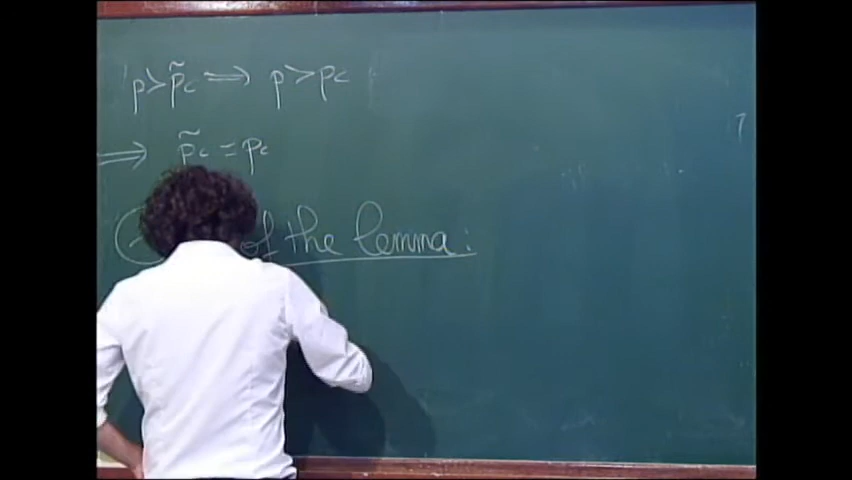 p > p̃c ⟹ p > pc
⟹ p̃c = pc
of the lemma: